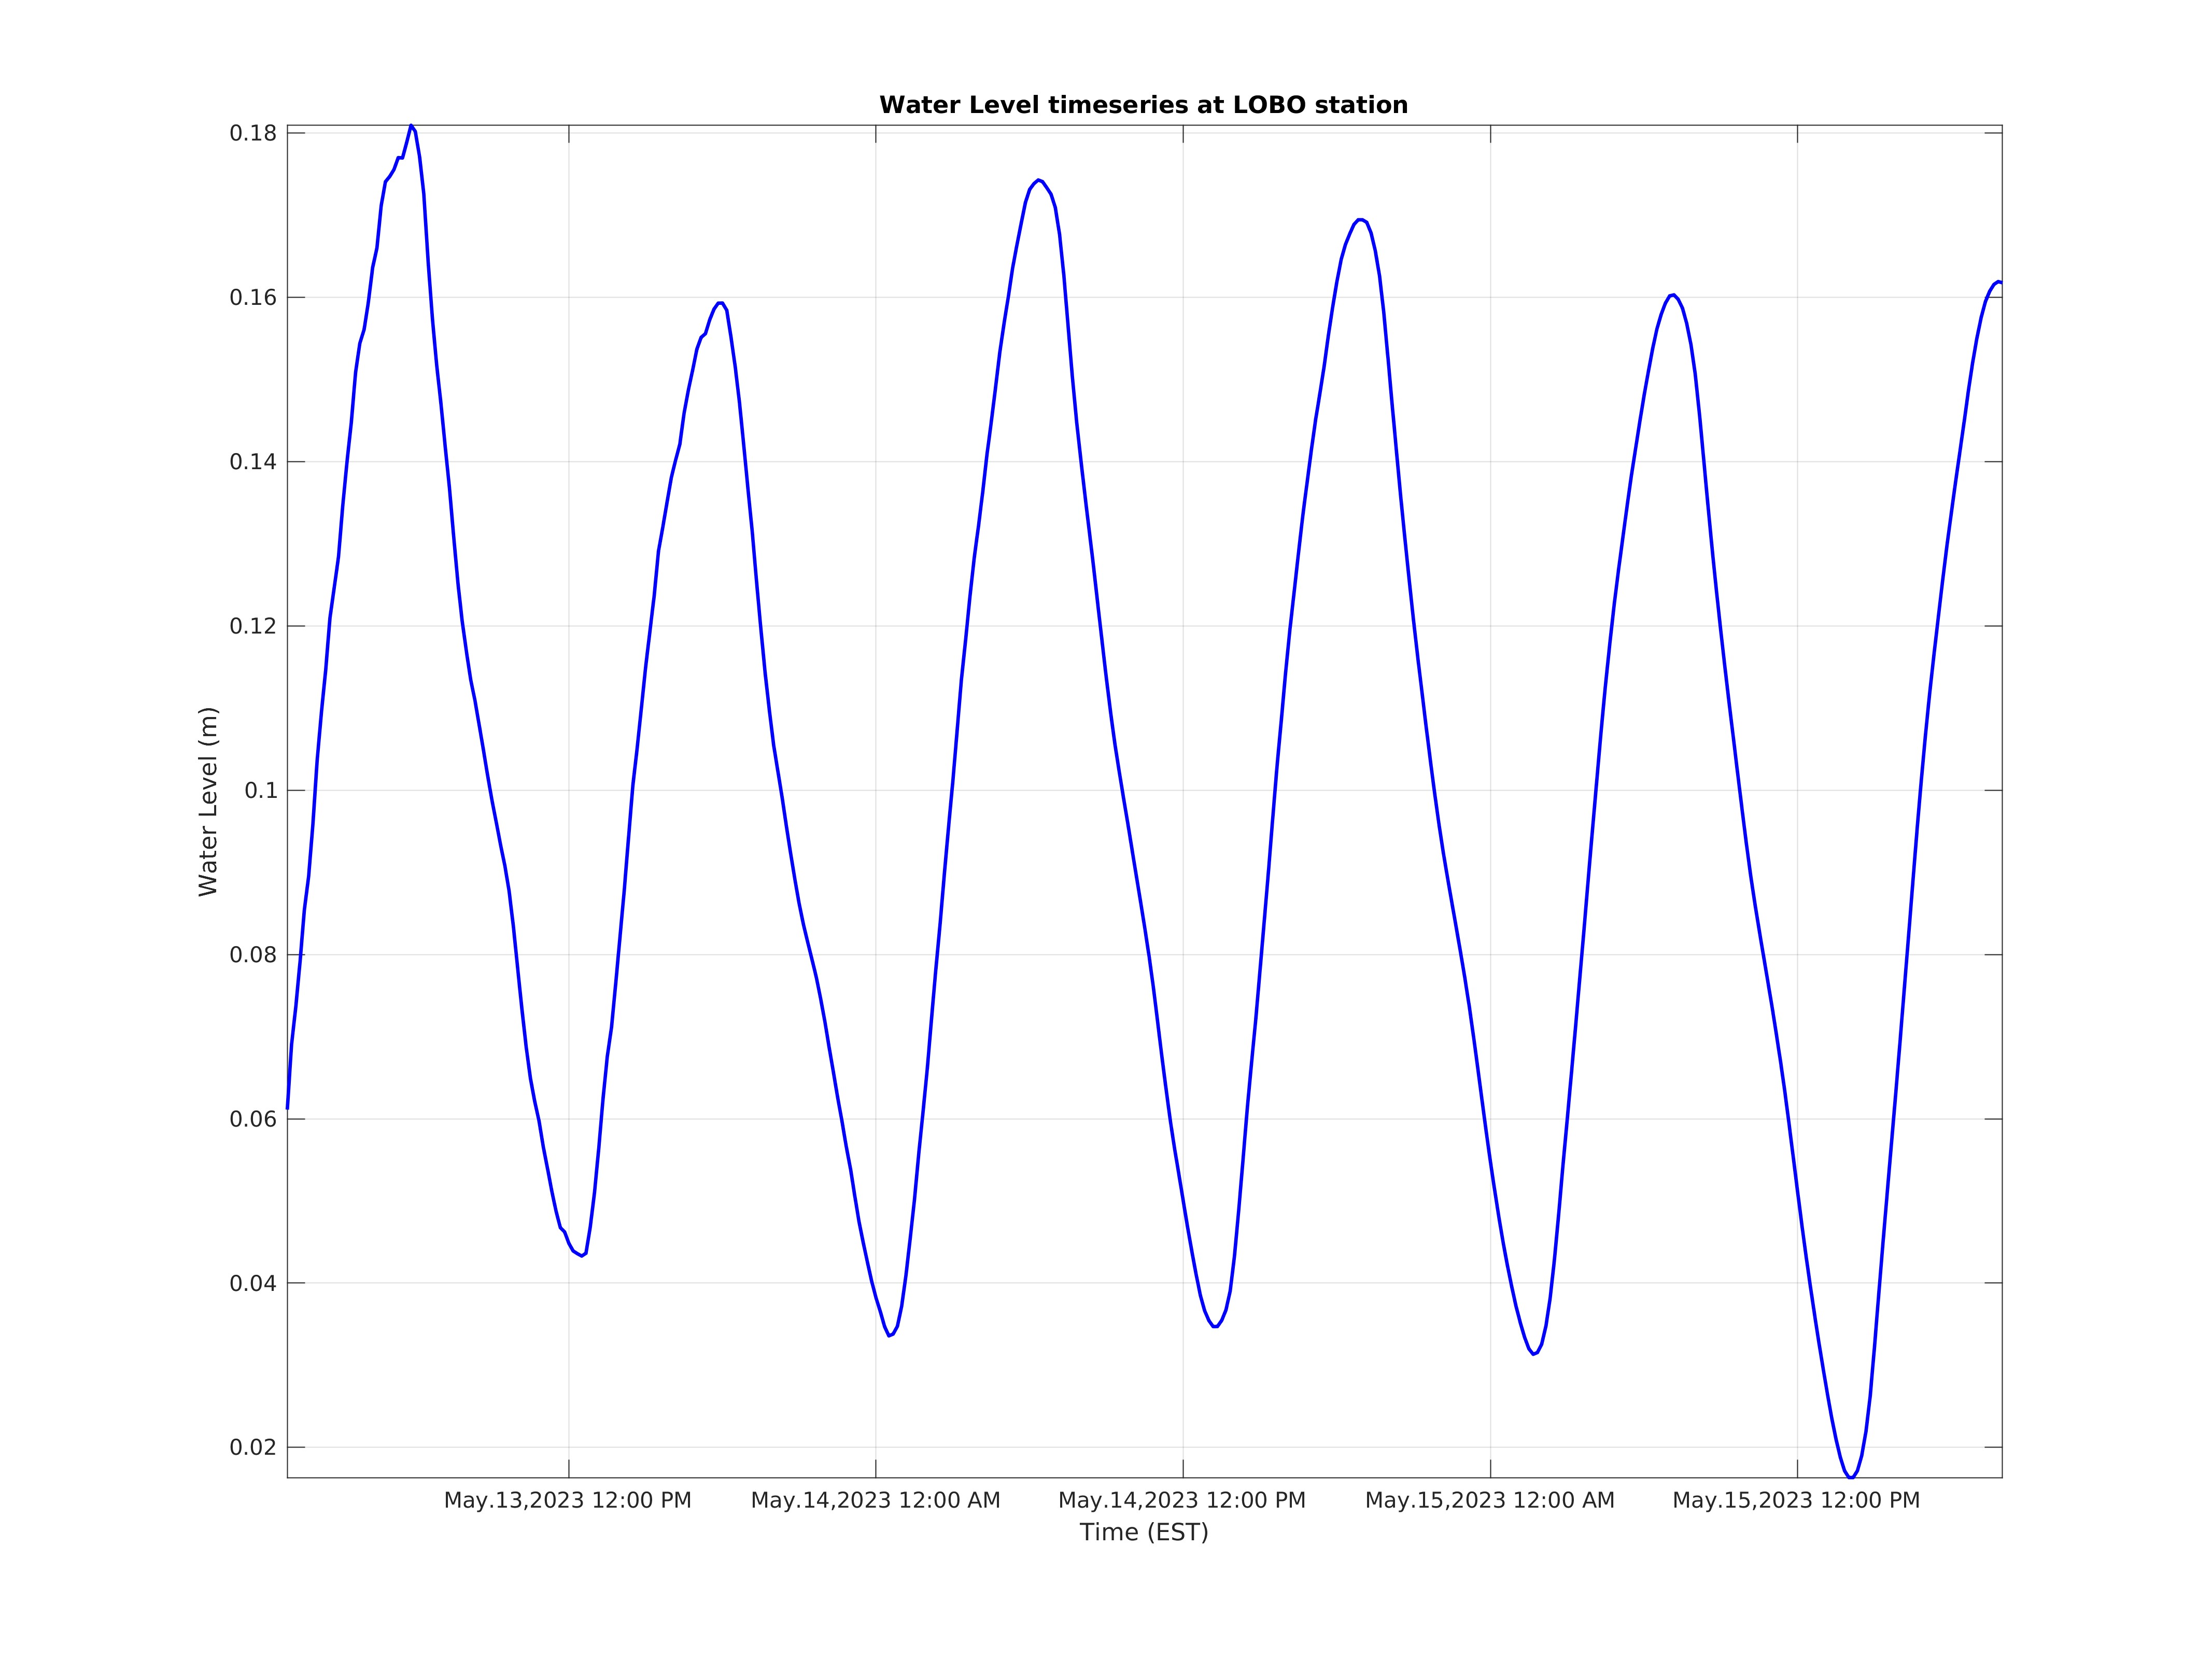 Water Level timeseries at LOBO station
0.18
0.16
0.14
0.12
0.1
0.08
0.06
0.04
0.02
Water Level (m)
May.13,2023 12:00 PM
May.14,2023 12:00 AM
May.14,2023 12:00 PM
May.15,2023 12:00 AM
May.15,2023 12:00 PM
Time (EST)